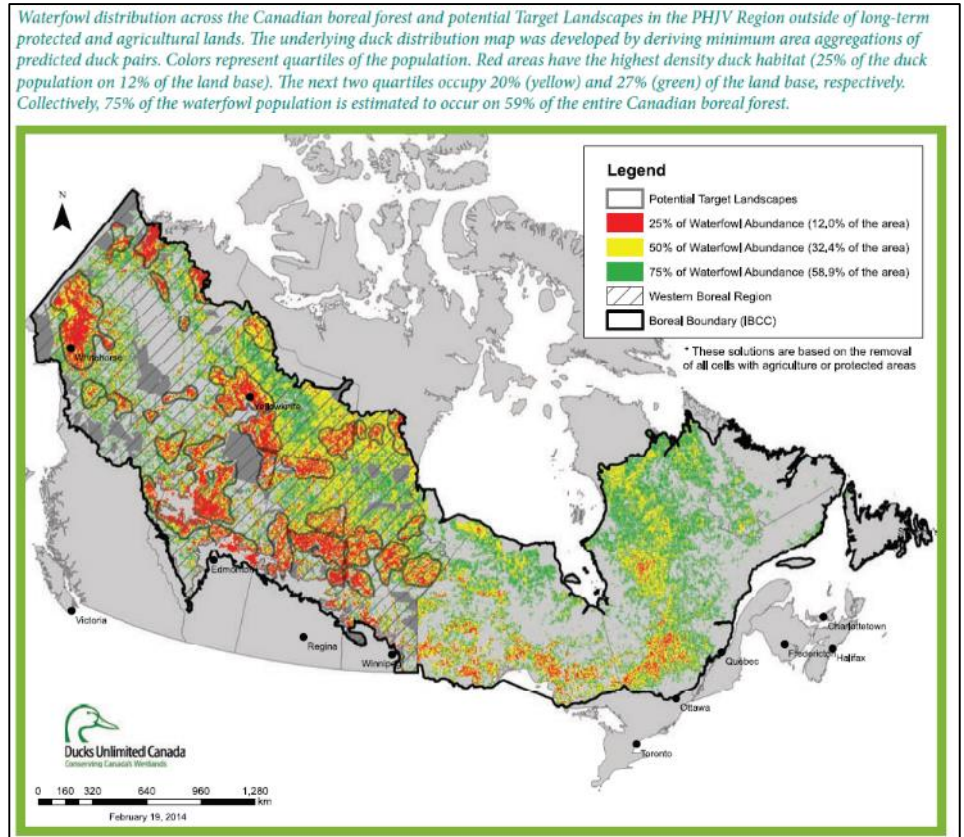 Waterfowl distribution across the Canadian boreal forest and potential Target Landscapes in the PHJV Region outside of long-term
protected and agricultural lands. The underlying duck distribution map was developed by deriving minimum area aggregations of
predicted duck pairs. Colors represent quartiles of the population. Red areas have the highest density duck habitat (25% of the duck
population on 12% of the land base). The next two quartiles occupy 20% (yellow) and 27% (green) of the land base, respectively.
Collectively, 75% of the waterfowl population is estimated to occur on 59% of the entire Canadian boreal forest.
N
Legend
Potential Target Landscapes
25% of Waterfowl Abundance (12,0% of the area)
50% of Waterfowl Abundance (32,4% of the area)
75% of Waterfowl Abundance (58,9% of the area)
Western Boreal Region
Boreal Boundary (IBCC)
* These solutions are based on the removal
of all cells with agriculture or protected areas
Whitehorse
Yellowknife
Edmonton
Victoria
Regina
Winnipeg
Québec
Charlottetown
Fredericton
Halifax
Ottawa
Toronto
Ducks Unlimited Canada
Conserving Canada's Wetlands
0 160 320 640 960 1,280
km
February 19, 2014